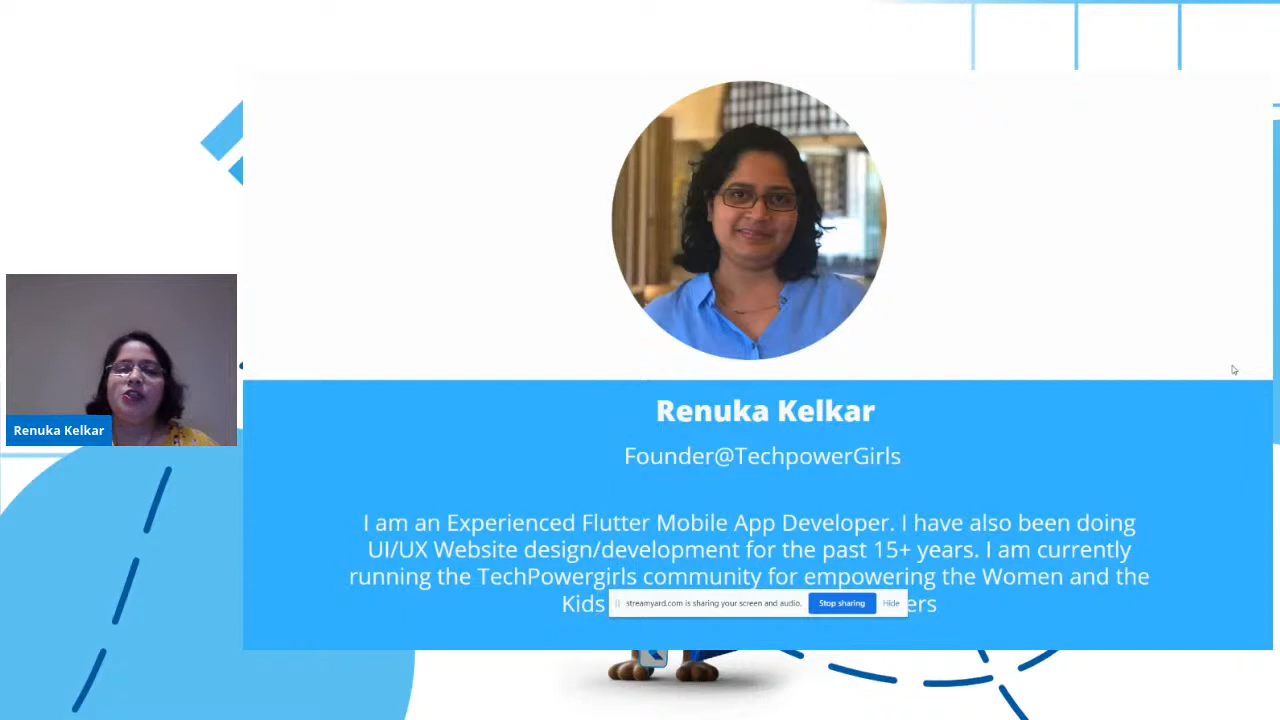 Renuka Kelkar
Founder@TechpowerGirls
I am an Experienced Flutter Mobile App Developer. I have also been doing
UI/UX Website design/development for the past 15+ years. I am currently
running the TechPowergirls community for empowering the Women and the
Kids
ers
streamyard.com is sharing your screen and audio.
Stop sharing
Hide
Renuka Kelkar